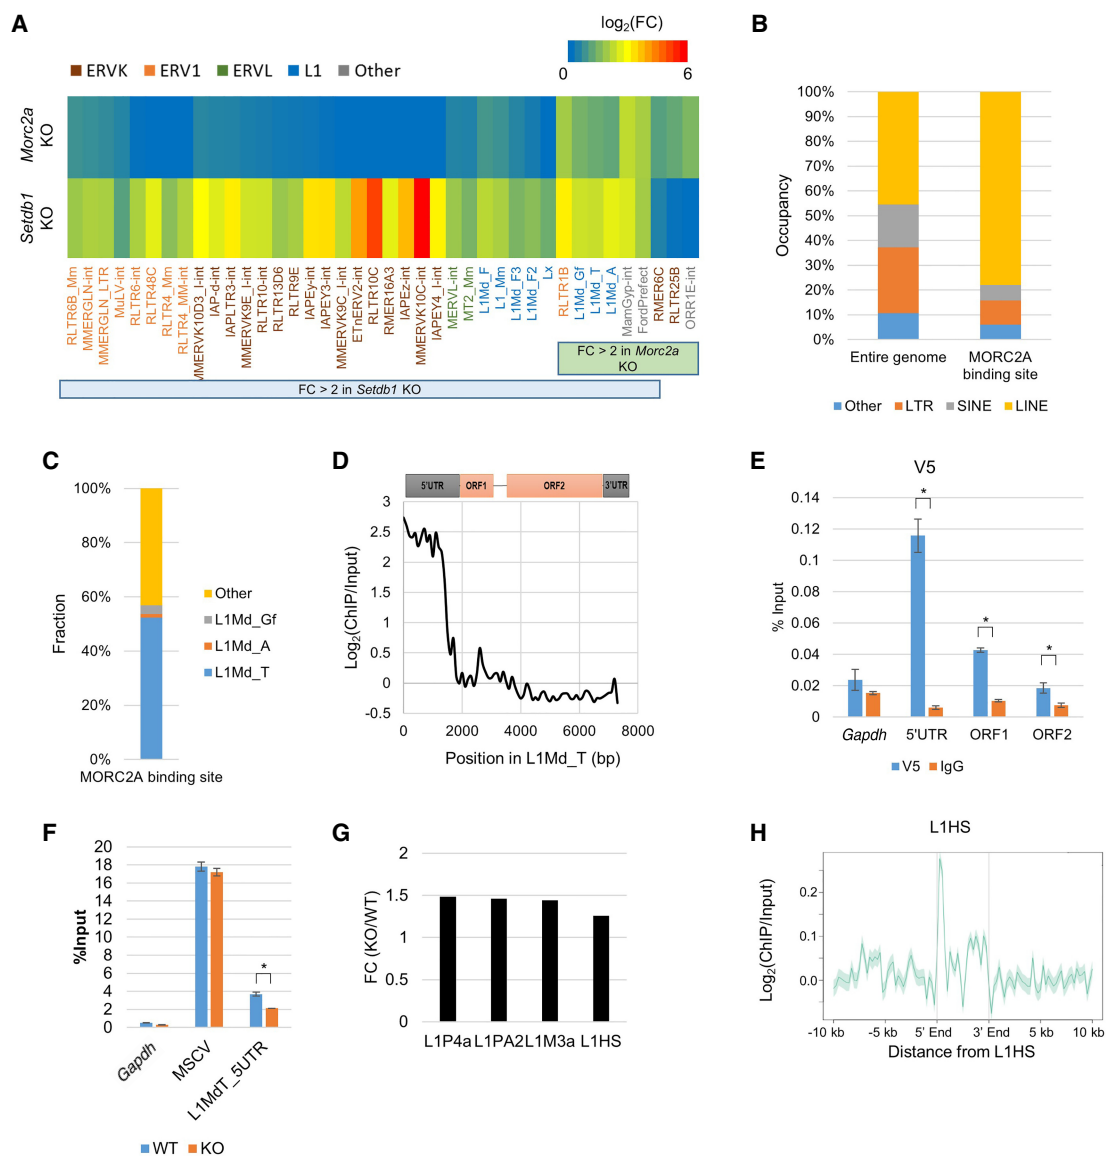 A
log2(FC)
0 6
ERVK ERV1 ERVL L1 Other
Morc2a
KO
Setdb1
KO
RLTR6B_Mm
MMERGLN-int
MMERGLN_LTR
MuLV-int
RLTR6-int
RLTR48C
RLTR4_Mm
RLTR4_MM-int
MMERVK10D3_I-int
IAP-d-int
IAPLTR3-int
MMERVK9E_I-int
RLTR10-int
RLTR13D6
RLTR9E
IAPEy-int
IAPEY3-int
MMERVK9C_I-int
ETnERV2-int
RLTR10C
RMER16A3
IAPEz-int
MMERVK10C-int
IAPEY4_I-int
MERVL-int
MT2_Mm
L1Md_F
L1_Mm
L1Md_F3
L1Md_F2
Lx
RLTR1B
L1Md_Gf
L1Md_T
L1Md_A
MamGyp-int
FordPrefect
RMER6C
RLTR25B
ORR1E-int
FC > 2 in Morc2a
KO
FC > 2 in Setdb1 KO
B
Occupancy
100%
90%
80%
70%
60%
50%
40%
30%
20%
10%
0%
Entire genome
MORC2A
binding site
Other LTR SINE LINE
C
Fraction
100%
80%
60%
40%
20%
0%
MORC2A binding site
Other
L1Md_Gf
L1Md_A
L1Md_T
D
5'UTR ORF1 ORF2 3'UTR
Log2(ChIP/Input)
3
2.5
2
1.5
1
0.5
0
-0.5
0 2000 4000 6000 8000
Position in L1Md_T (bp)
E
V5
% Input
0.14
0.12
0.1
0.08
0.06
0.04
0.02
0
*
*
*
Gapdh 5'UTR ORF1 ORF2
V5 IgG
F
%Input
20
18
16
14
12
10
8
6
4
2
0
*
Gapdh
MSCV
L1MdT_5UTR
WT KO
G
FC (KO/WT)
2
1.5
1
0.5
0
L1P4a L1PA2 L1M3a L1HS
H
L1HS
Log2(ChIP/Input)
0.2
0.1
0.0
-10 kb -5 kb 5' End 3' End 5 kb 10 kb
Distance from L1HS